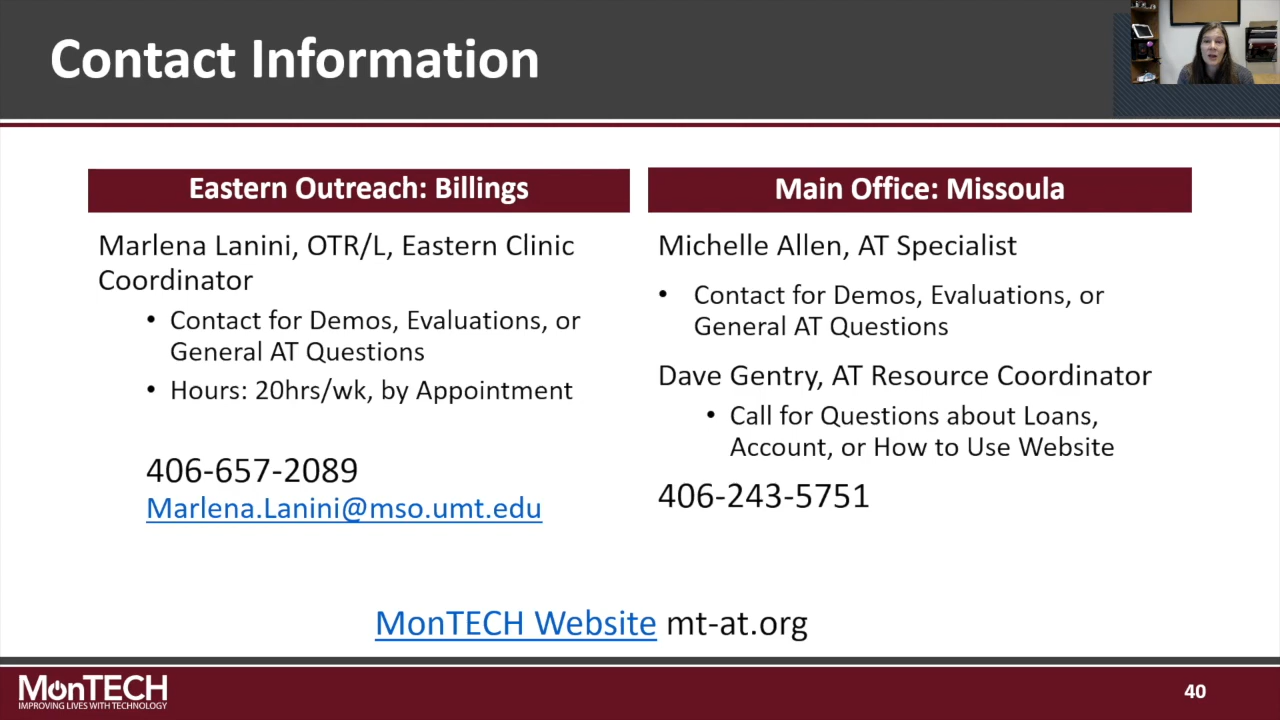 Contact Information
Eastern Outreach: Billings
Marlena Lanini, OTR/L, Eastern Clinic
Coordinator
• Contact for Demos, Evaluations, or
General AT Questions
• Hours: 20hrs/wk, by Appointment
406-657-2089
Marlena.Lanini@mso.umt.edu
Main Office: Missoula
Michelle Allen, AT Specialist
• Contact for Demos, Evaluations, or
General AT Questions
Dave Gentry, AT Resource Coordinator
• Call for Questions about Loans,
Account, or How to Use Website
406-243-5751
MonTECH Website mt-at.org
MonTECH
IMPROVING LIVES WITH TECHNOLOGY
40